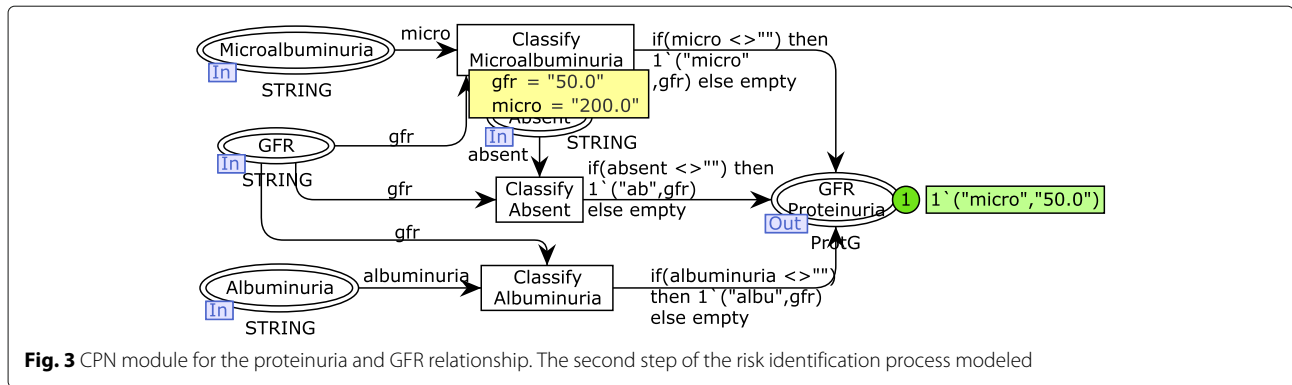 micro
Classify
Microalbuminuria
if(micro <>"") then
1`("micro"
,gfr) else empty
Microalbuminuria
In
STRING
gfr = "50.0"
micro = "200.0"
Absent
In
STRING
absent
GFR
In
STRING
gfr
gfr
Classify
Absent
if(absent <>"") then
1`("ab",gfr)
else empty
GFR
Proteinuria
Out
ProtG
1
1`("micro","50.0")
gfr
Albuminuria
In
STRING
albuminuria
Classify
Albuminuria
if(albuminuria <>"")
then 1`("albu",gfr)
else empty
Fig. 3 CPN module for the proteinuria and GFR relationship. The second step of the risk identification process modeled